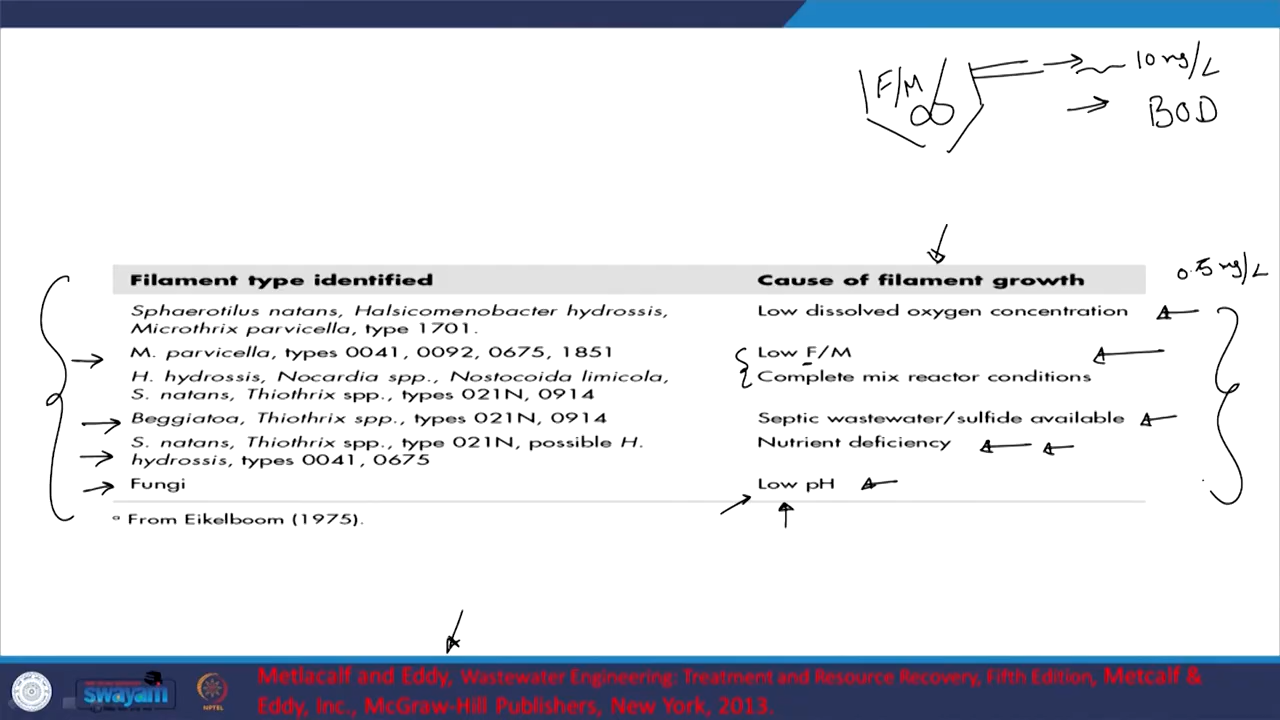 F/M
10 mg/L
BOD
0.5 mg/L
Filament type identified Cause of filament growth
Sphaerotilus natans, Halsicomenobacter hydrossis, Low dissolved oxygen concentration
Microthrix parvicella, type 1701.
M. parvicella, types 0041, 0092, 0675, 1851 Low F/M
H. hydrossis, Nocardia spp., Nostocoida limicola, Complete mix reactor conditions
S. natans, Thiothrix spp., types 021N, 0914
Beggiatoa, Thiothrix spp., types 021N, 0914 Septic wastewater/sulfide available
S. natans, Thiothrix spp., type 021N, possible H. Nutrient deficiency
hydrossis, types 0041, 0675
Fungi Low pH
a From Eikelboom (1975).
Metlacalf and Eddy, Wastewater Engineering: Treatment and Resource Recovery, Fifth Edition, Metcalf &
Eddy, Inc., McGraw-Hill Publishers, New York, 2013.
swayam
NPTEL